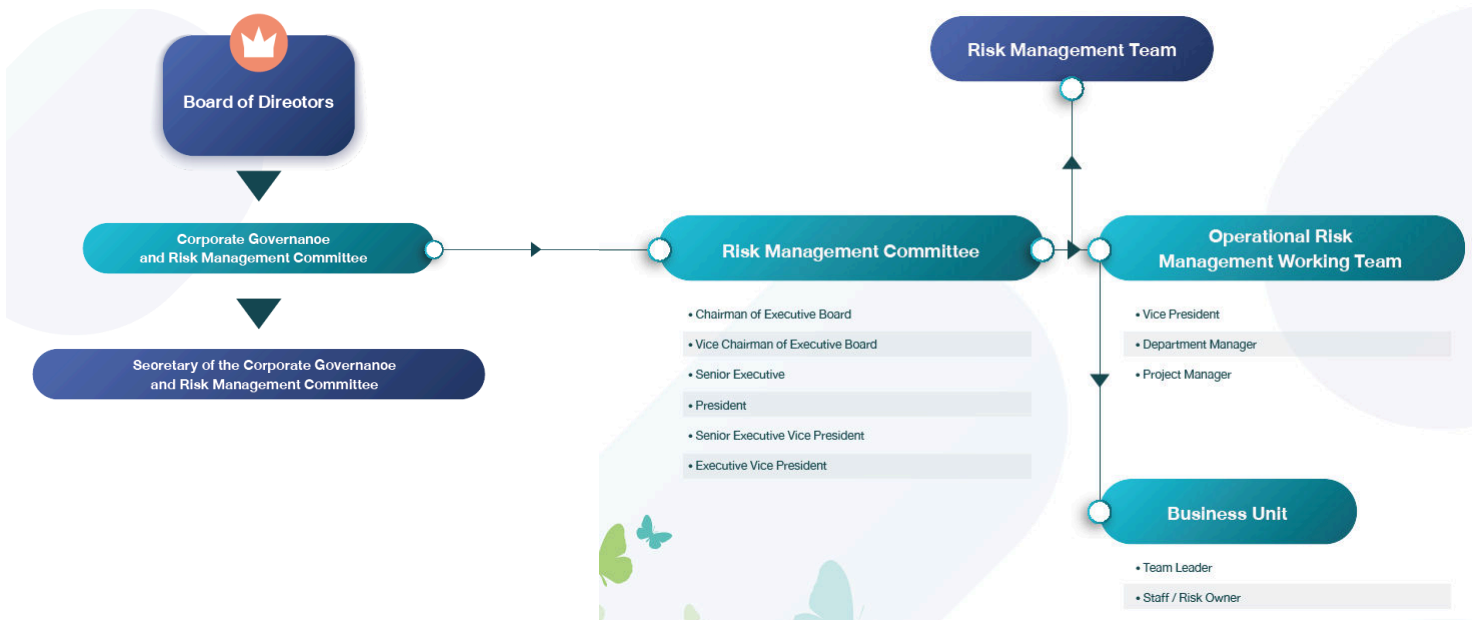 Board of Direotors
Corporate Governanoe
and Risk Management Committee
Seoretary of the Corporate Governanoe
and Risk Management Committee
Risk Management Committee
• Chairman of Executive Board
• Vice Chairman of Executive Board
• Senior Executive
• President
• Senior Executive Vice President
• Executive Vice President
Risk Management Team
Operational Risk
Management Working Team
• Vice President
• Department Manager
• Project Manager
Business Unit
• Team Leader
• Staff / Risk Owner